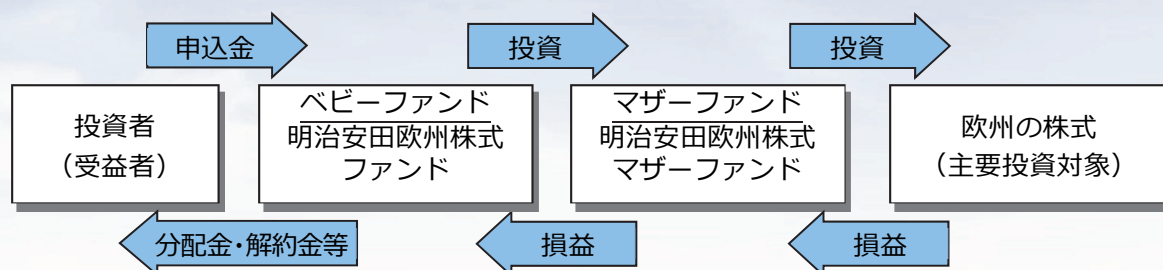 申込金
投資
投資
投資者
（受益者）
ベビーファンド
明治安田欧州株式
ファンド
マザーファンド
明治安田欧州株式
マザーファンド
欧州の株式
（主要投資対象）
分配金・解約金等
損益
損益